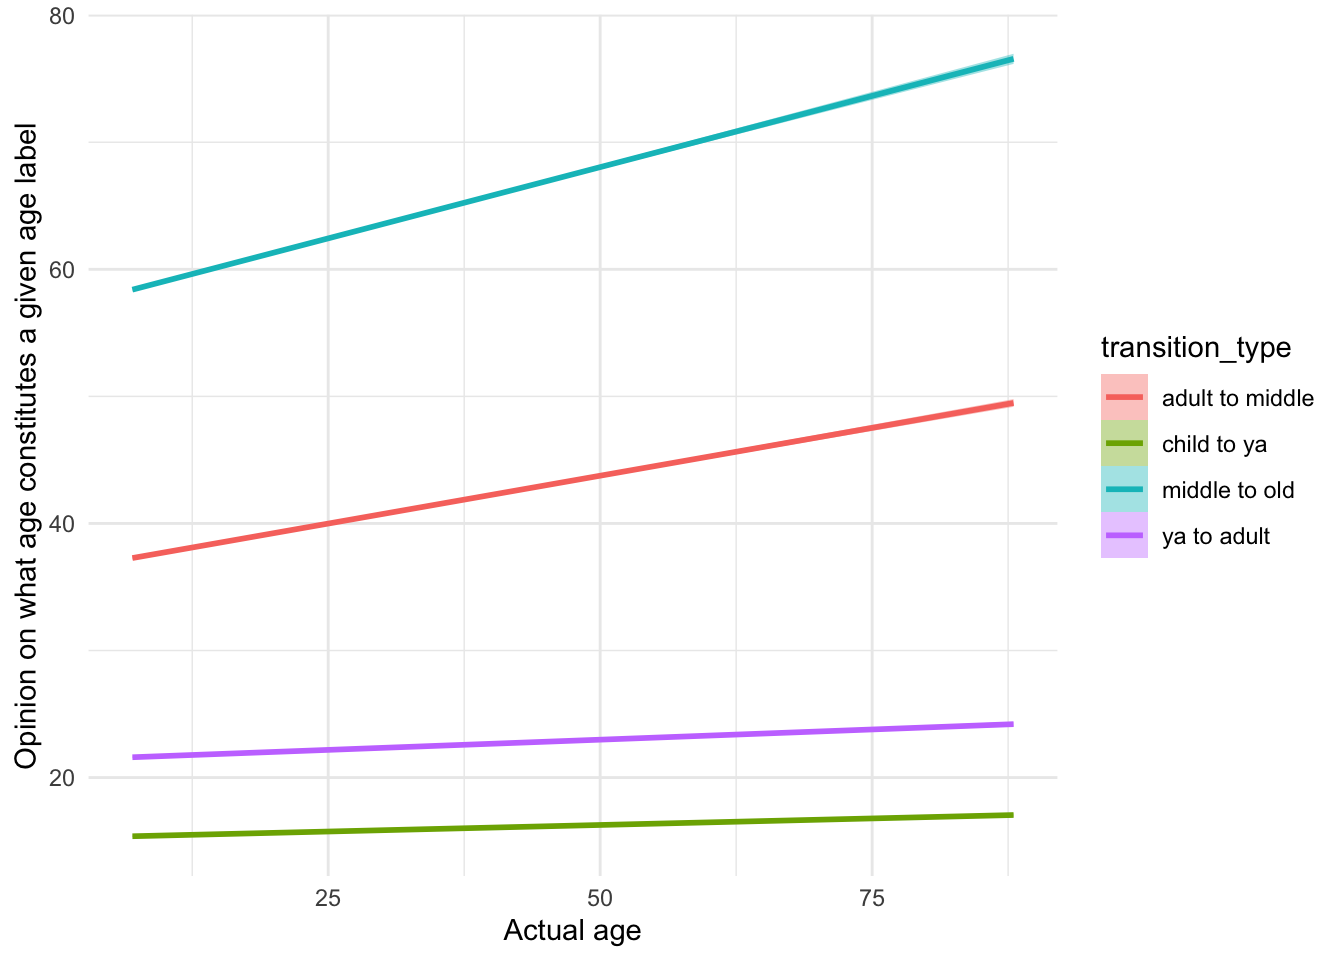 80
60
40
20
Opinion on what age constitutes a given age label
25 50 75
Actual age
transition_type
adult to middle
child to ya
middle to old
ya to adult